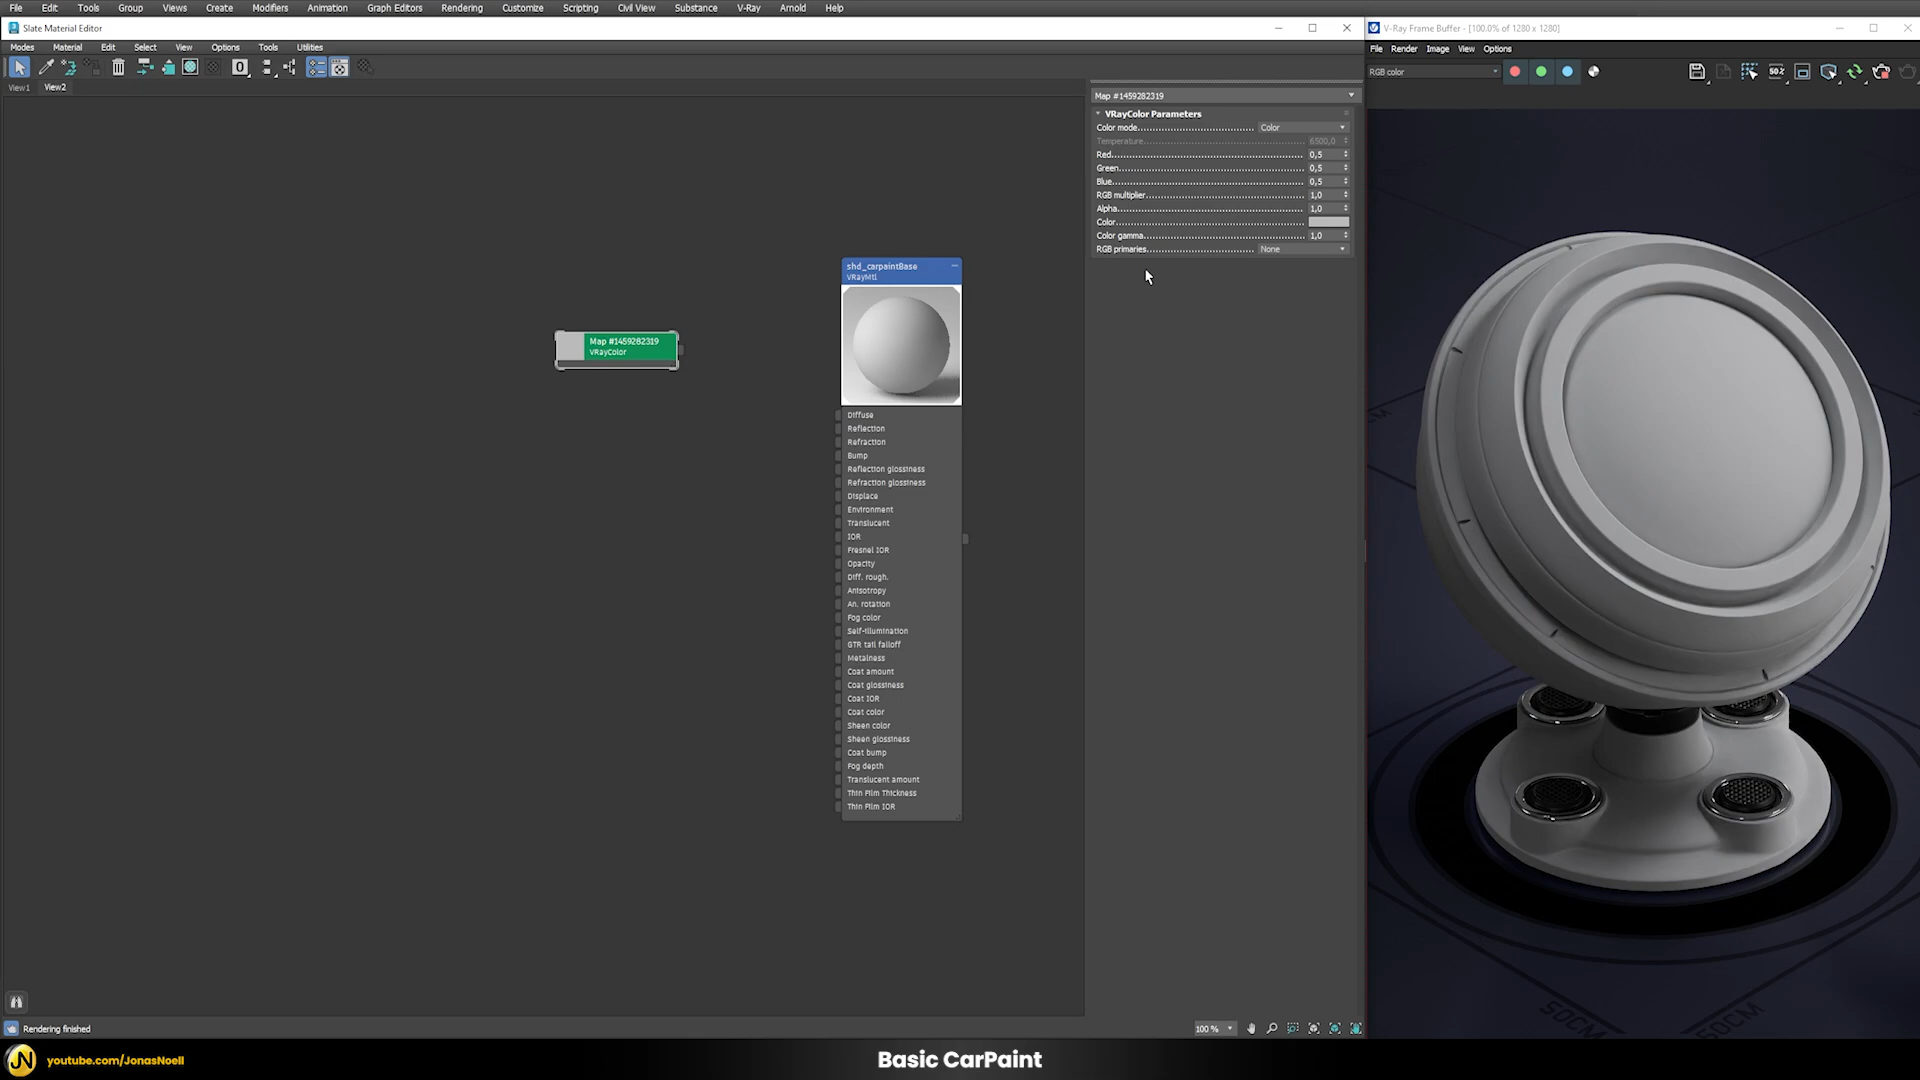 File Edit Tools Group Views Create Modifiers Animation Graph Editors Rendering Customize Scripting Civil View Substance V-Ray Arnold Help
Slate Material Editor
Modes Material Edit Select View Options Tools Utilities
View1 View2
Map #1459282319
VRayColor
shd_carpaintBase
VRayMtl
Diffuse
Reflection
Refraction
Bump
Reflection glossiness
Refraction glossiness
Displace
Environment
Translucent
IOR
Fresnel IOR
Opacity
Diff. rough.
Anisotropy
An. rotation
Fog color
Self-illumination
GTR tail falloff
Metalness
Coat amount
Coat glossiness
Coat IOR
Coat color
Sheen color
Sheen glossiness
Coat bump
Fog depth
Translucent amount
Thin Film Thickness
Thin Film IOR
Map #1459282319
VRayColor Parameters
Color mode Color
Temperature 6500,0
Red 0,5
Green 0,5
Blue 0,5
RGB multiplier 1,0
Alpha 1,0
Color
Color gamma 1,0
RGB primaries None
V-Ray Frame Buffer - [100.0% of 1280 x 1280]
File Render Image View Options
RGB color
50%
50CM
50CM
Rendering finished
100 %
JN youtube.com/JonasNoell
Basic CarPaint